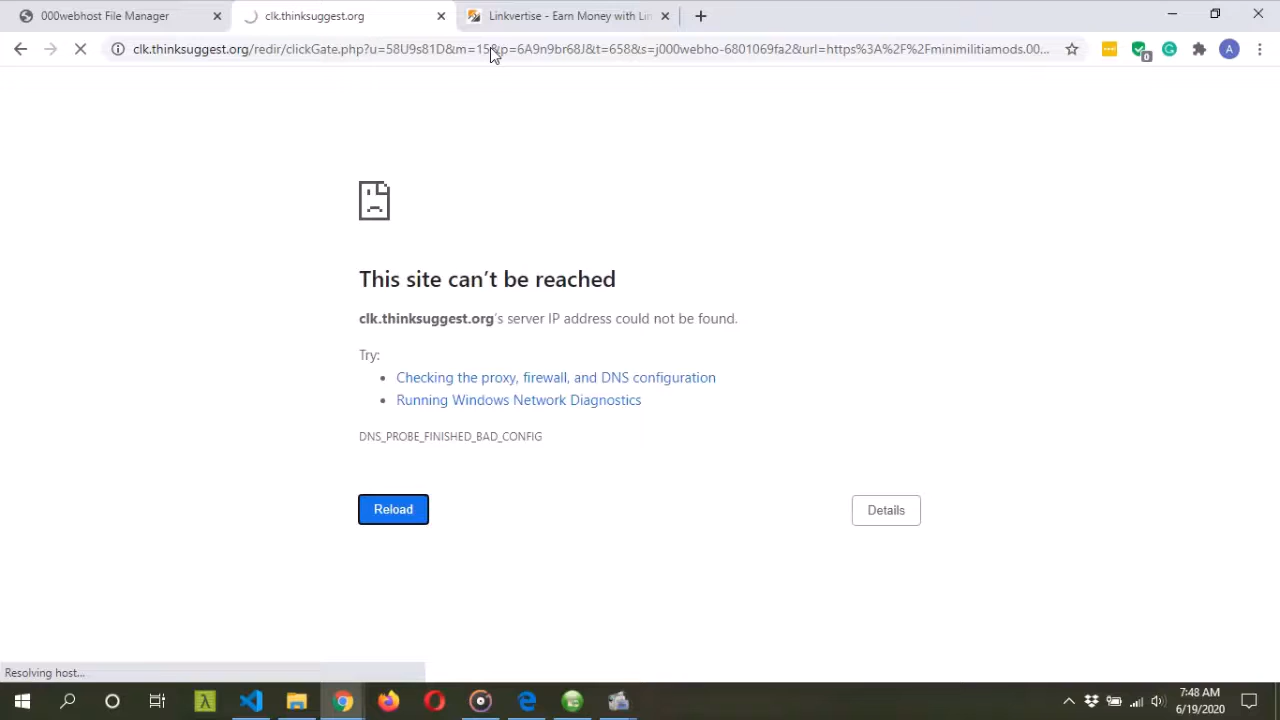 000webhost File Manager
clk.thinksuggest.org
Linkvertise - Earn Money with Lin
clk.thinksuggest.org/redir/clickGate.php?u=58U9s81D&m=15&p=6A9n9br68J&t=658&s=j000webho-6801069fa2&url=https%3A%2F%2Fminimilitiamods.00...
0
A
This site can’t be reached
clk.thinksuggest.org’s server IP address could not be found.
Try:
• Checking the proxy, firewall, and DNS configuration
• Running Windows Network Diagnostics
DNS_PROBE_FINISHED_BAD_CONFIG
Reload
Details
Resolving host...
7:48 AM
6/19/2020